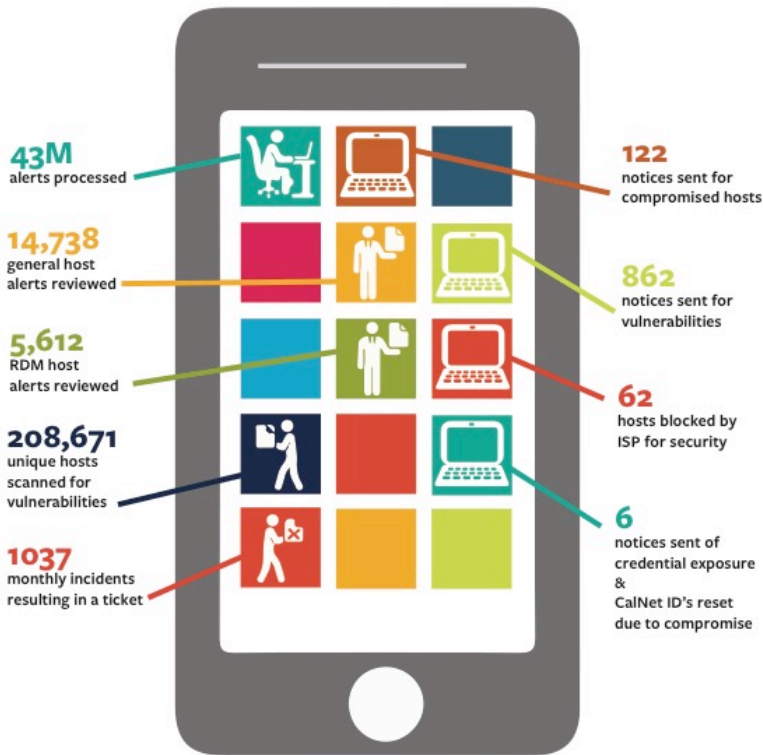 43M
alerts processed
14,738
general host
alerts reviewed
5,612
RDM host
alerts reviewed
208,671
unique hosts
scanned for
vulnerabilities
1037
monthly incidents
resulting in a ticket
122
notices sent for
compromised hosts
862
notices sent for
vulnerabilities
62
hosts blocked by
ISP for security
6
notices sent of
credential exposure
&
CalNet ID's reset
due to compromise